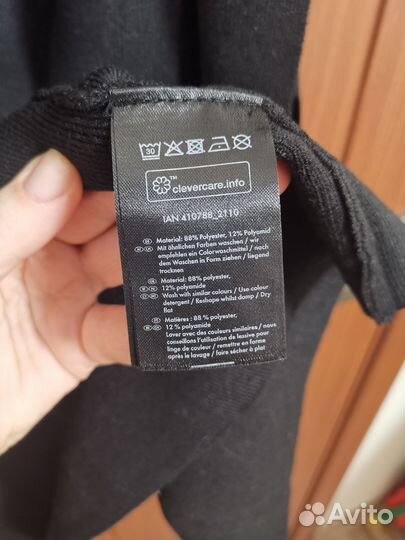 30
clevercare.info™
IAN 410788_2110
Material: 88% Polyester, 12% Polyamid
Mit ähnlichen Farben waschen / wir
empfehlen ein Colorwaschmittel / nach
dem Waschen in Form ziehen / liegend
trocknen
Material: 88% polyester,
12% polyamide
Wash with similar colours / Use colour
detergent / Reshape whilst damp / Dry
flat
Matières : 88 % polyester,
12 % polyamide
Laver avec des couleurs similaires / nous
conseillons l'utilisation de lessive pour
linge de couleur / remettre en forme
après le lavage / faire sécher à plat
Avito